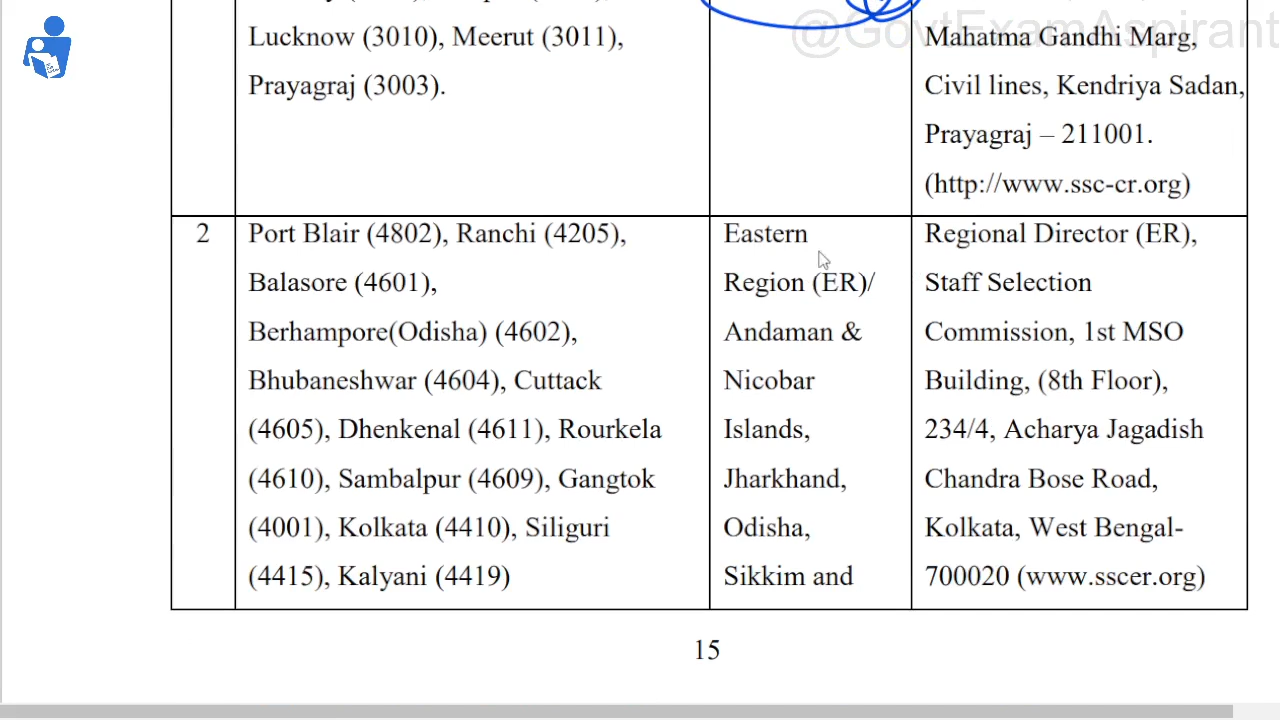 @GovtExamAspirant
Lucknow (3010), Meerut (3011),
Prayagraj (3003).
Mahatma Gandhi Marg,
Civil lines, Kendriya Sadan,
Prayagraj – 211001.
(http://www.ssc-cr.org)
2
Port Blair (4802), Ranchi (4205),
Balasore (4601),
Berhampore(Odisha) (4602),
Bhubaneshwar (4604), Cuttack
(4605), Dhenkenal (4611), Rourkela
(4610), Sambalpur (4609), Gangtok
(4001), Kolkata (4410), Siliguri
(4415), Kalyani (4419)
Eastern
Region (ER)/
Andaman &
Nicobar
Islands,
Jharkhand,
Odisha,
Sikkim and
Regional Director (ER),
Staff Selection
Commission, 1st MSO
Building, (8th Floor),
234/4, Acharya Jagadish
Chandra Bose Road,
Kolkata, West Bengal-
700020 (www.sscer.org)
15